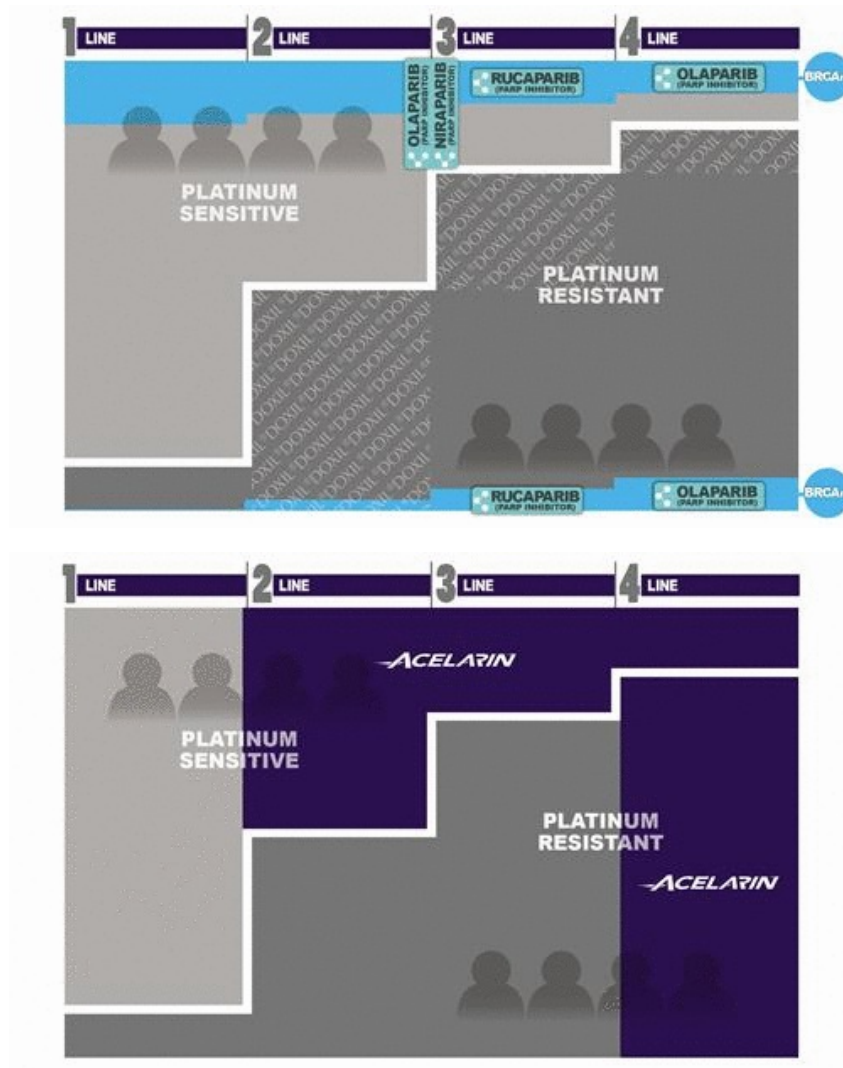 1 LINE 2 LINE 3 LINE 4 LINE
OLAPARIB
(PARP INHIBITOR)
NIRAPARIB
(PARP INHIBITOR)
RUCAPARIB
(PARP INHIBITOR)
OLAPARIB
(PARP INHIBITOR)
BRCA
PLATINUM
SENSITIVE
DOXIL®DOXIL®DOXIL
PLATINUM
RESISTANT
RUCAPARIB
(PARP INHIBITOR)
OLAPARIB
(PARP INHIBITOR)
BRCA
1 LINE 2 LINE 3 LINE 4 LINE
ACELARIN
PLATINUM
SENSITIVE
PLATINUM
RESISTANT
ACELARIN